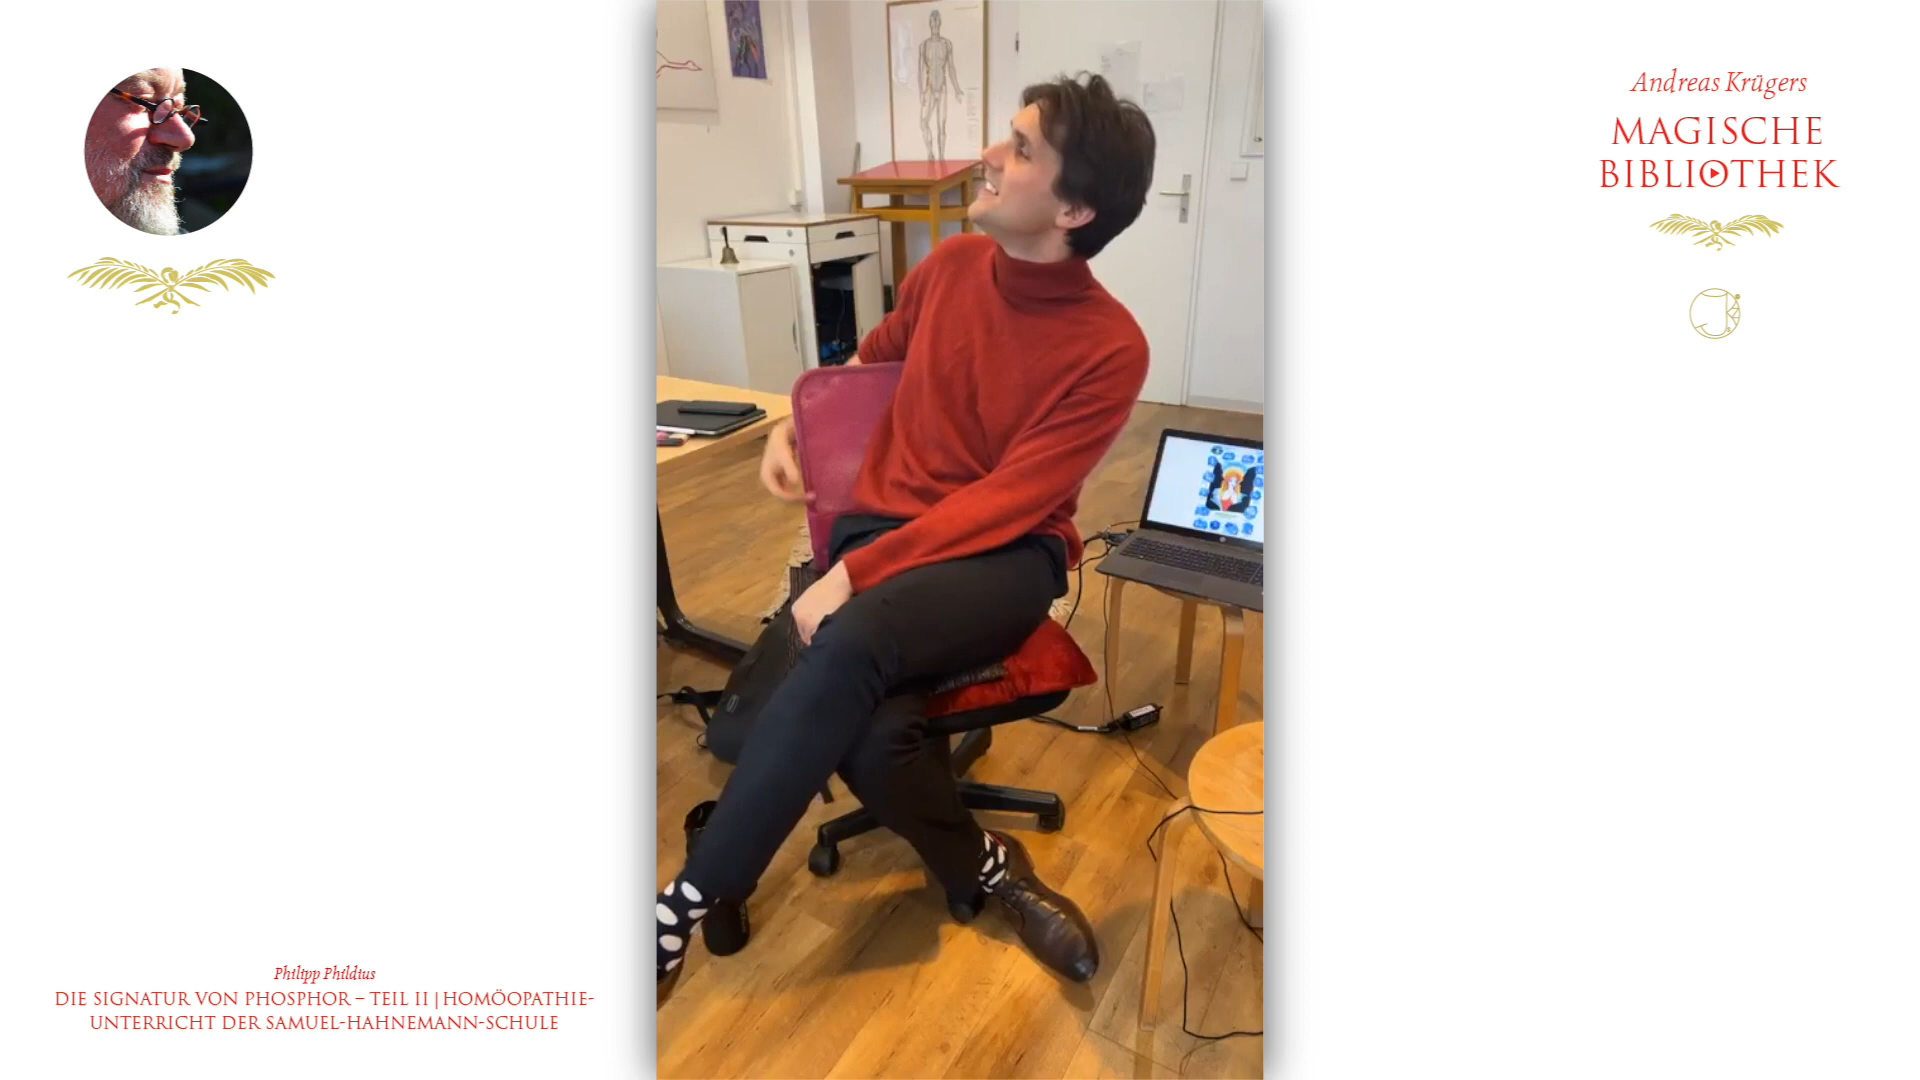 Andreas Krügers
MAGISCHE
BIBLIOTHEK
Philipp Phildius
DIE SIGNATUR VON PHOSPHOR – TEIL II | HOMÖOPATHIE-
UNTERRICHT DER SAMUEL-HAHNEMANN-SCHULE